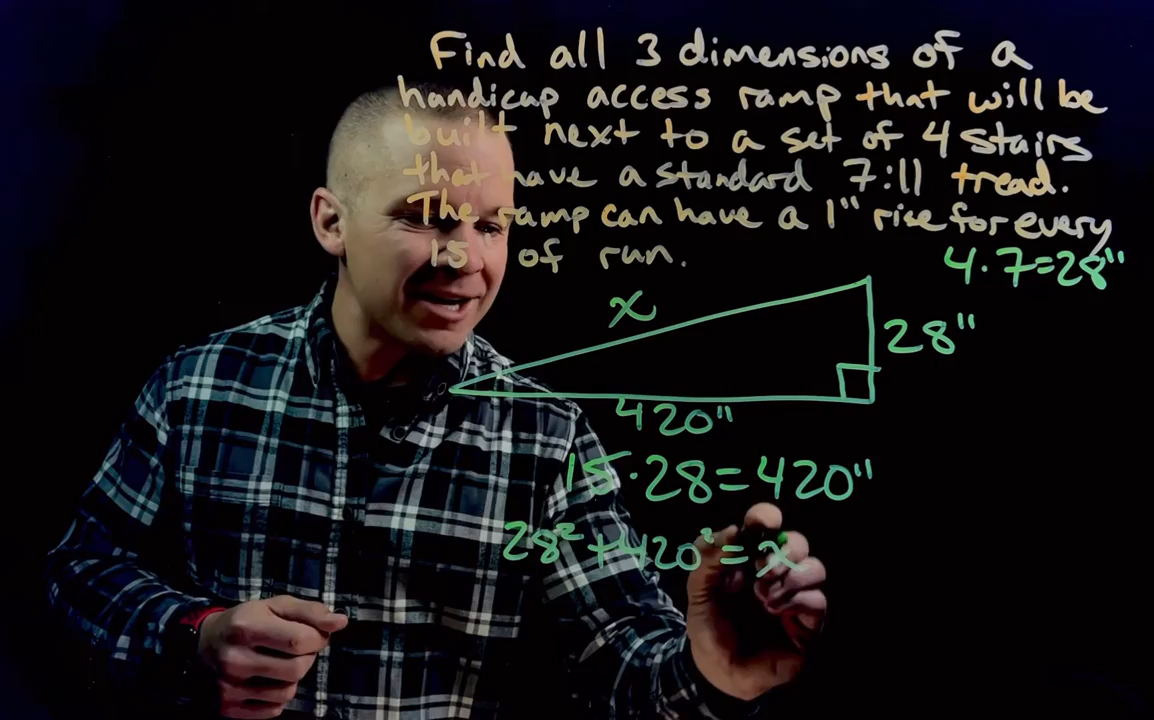 Find all 3 dimensions of a
handicap access ramp that will be
built next to a set of 4 stairs
that have a standard 7:11 tread.
The ramp can have a 1" rise for every
15 of run.
4·7=28"
x
28"
420"
15·28=420"
28²+420²=x